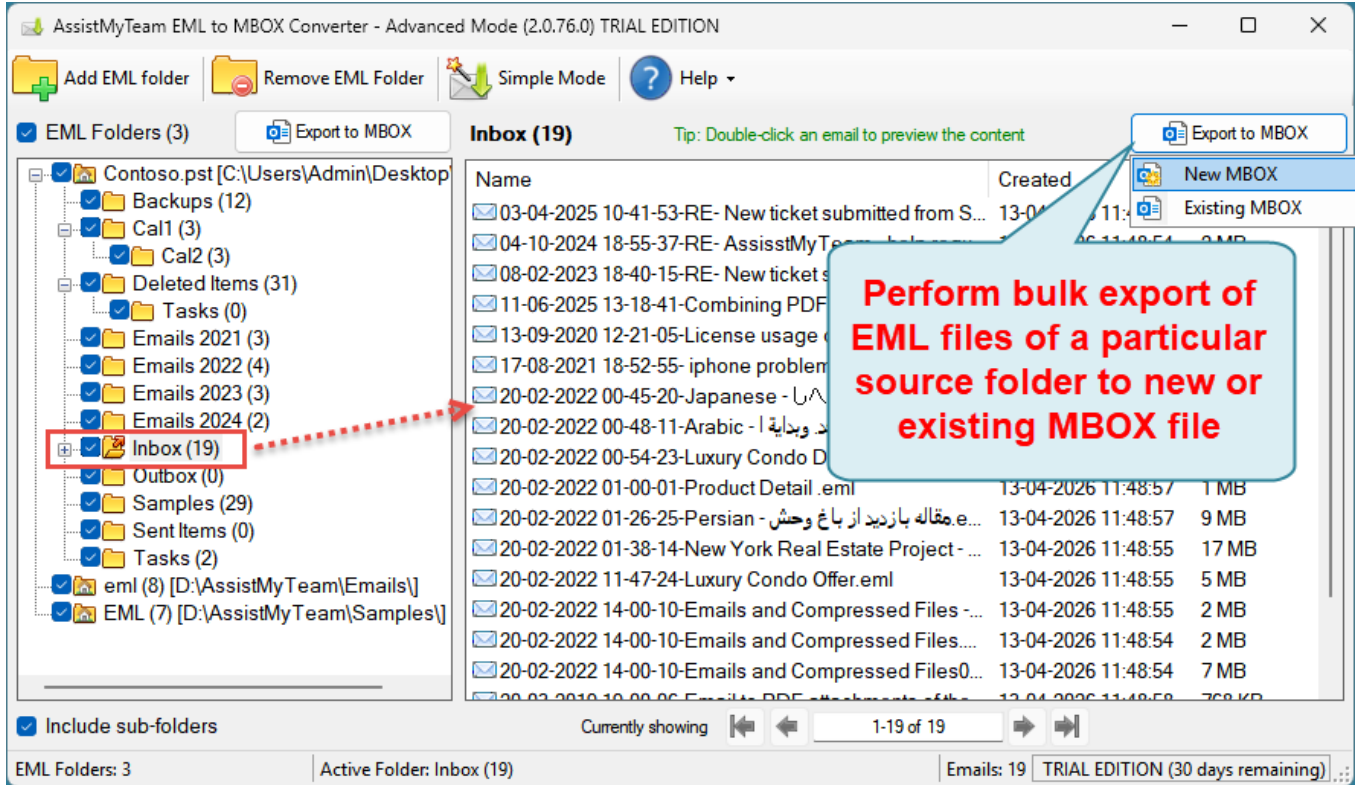 AssistMyTeam EML to MBOX Converter - Advanced Mode (2.0.76.0) TRIAL EDITION
Add EML folder
Remove EML Folder
Simple Mode
Help
EML Folders (3)
Export to MBOX
Inbox (19)
Tip: Double-click an email to preview the content
Export to MBOX
New MBOX
Existing MBOX
Contoso.pst [C:\Users\Admin\Desktop\
Backups (12)
Cal1 (3)
Cal2 (3)
Deleted Items (31)
Tasks (0)
Emails 2021 (3)
Emails 2022 (4)
Emails 2023 (3)
Emails 2024 (2)
Inbox (19)
Outbox (0)
Samples (29)
Sent Items (0)
Tasks (2)
eml (8) [D:\AssistMyTeam\Emails\]
EML (7) [D:\AssistMyTeam\Samples\]
Name Created
03-04-2025 10-41-53-RE- New ticket submitted from S...
04-10-2024 18-55-37-RE- AssisstMyTeam
08-02-2023 18-40-15-RE- New ticket
11-06-2025 13-18-41-Combining PDF
13-09-2020 12-21-05-License usage
17-08-2021 18-52-55- iphone problem
20-02-2022 00-45-20-Japanese -
20-02-2022 00-48-11-Arabic - د. وبداية ا
20-02-2022 00-54-23-Luxury Condo D
20-02-2022 01-00-01-Product Detail .eml 13-04-2026 11:48:57 1 MB
20-02-2022 01-26-25-Persian - مقاله بازدید از باغ وحش.e... 13-04-2026 11:48:57 9 MB
20-02-2022 01-38-14-New York Real Estate Project - ... 13-04-2026 11:48:55 17 MB
20-02-2022 11-47-24-Luxury Condo Offer.eml 13-04-2026 11:48:55 5 MB
20-02-2022 14-00-10-Emails and Compressed Files -... 13-04-2026 11:48:55 2 MB
20-02-2022 14-00-10-Emails and Compressed Files.... 13-04-2026 11:48:54 2 MB
20-02-2022 14-00-10-Emails and Compressed Files0... 13-04-2026 11:48:54 7 MB
Perform bulk export of
EML files of a particular
source folder to new or
existing MBOX file
Include sub-folders
Currently showing
1-19 of 19
EML Folders: 3
Active Folder: Inbox (19)
Emails: 19
TRIAL EDITION (30 days remaining)